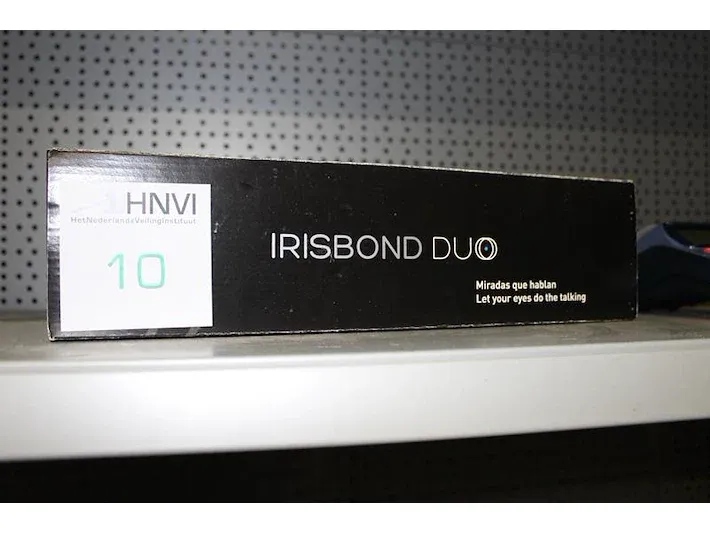 HNVI
HetNederlandsVeilingInstituut
10
IRISBOND DUO
Miradas que hablan
Let your eyes do the talking